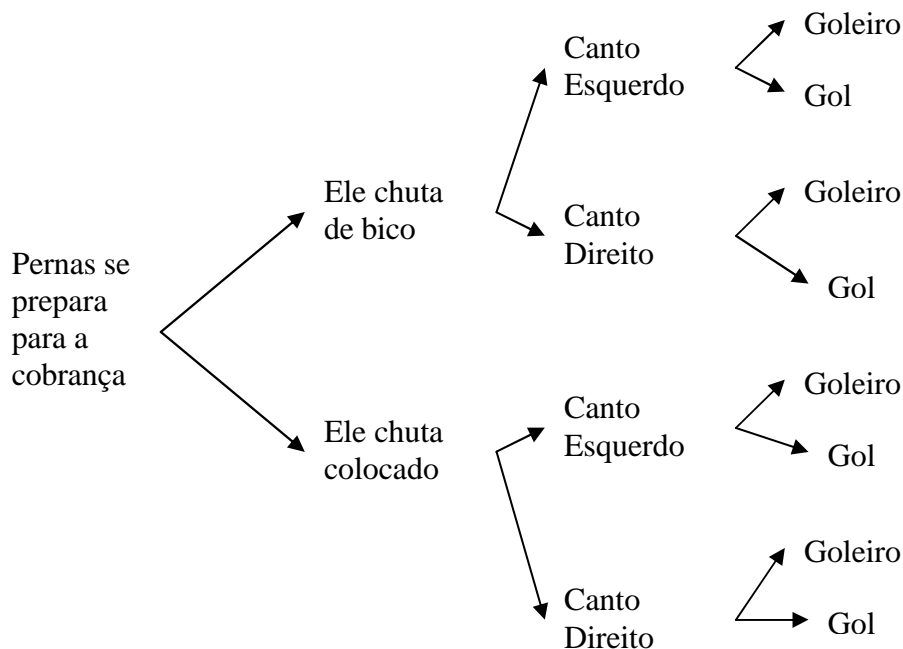 Pernas se
prepara
para a
cobrança
Ele chuta
de bico
Canto
Esquerdo
Goleiro
Gol
Canto
Direito
Goleiro
Gol
Ele chuta
colocado
Canto
Esquerdo
Goleiro
Gol
Canto
Direito
Goleiro
Gol